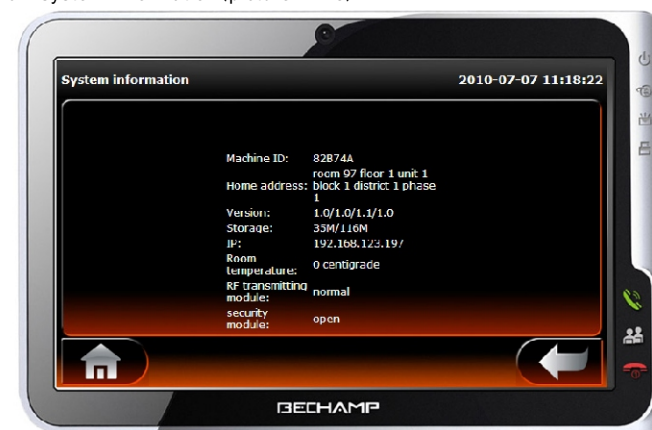 System information
2010-07-07 11:18:22
Machine ID: 82B74A
room 97 floor 1 unit 1
Home address: block 1 district 1 phase
1
Version: 1.0/1.0/1.1/1.0
Storage: 35M/116M
IP: 192.168.123.197
Room
temperature: 0 centigrade
RF transmitting
module: normal
security
module: open
BECHAMP